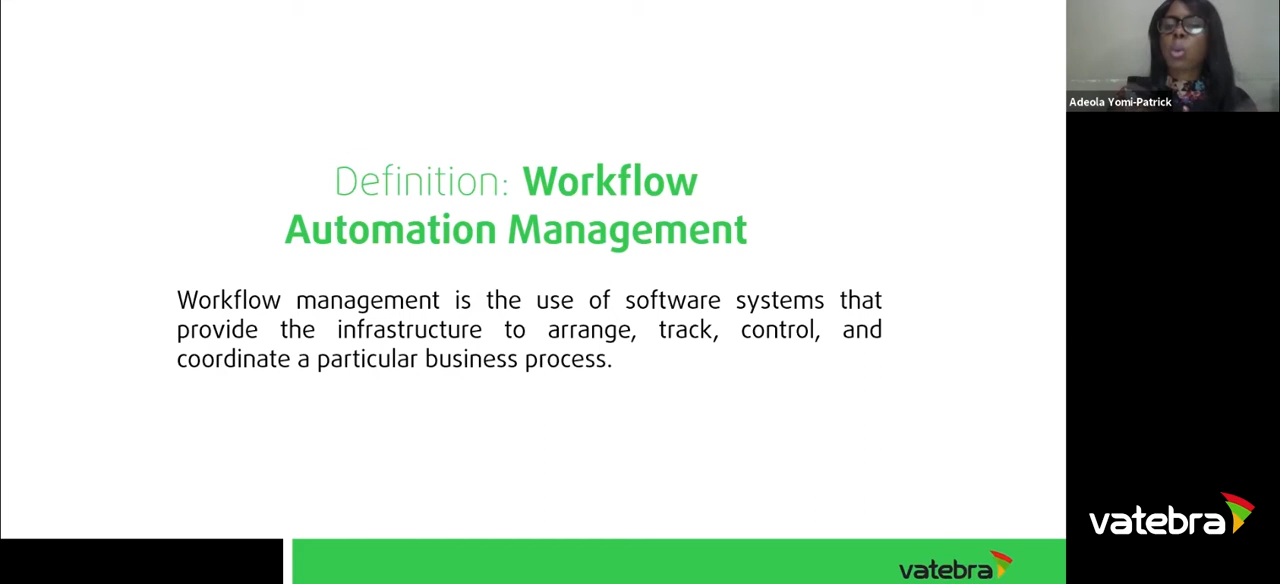 Definition: Workflow
Automation Management
Workflow management is the use of software systems that
provide the infrastructure to arrange, track, control, and
coordinate a particular business process.
vatebra
Adeola Yomi-Patrick
vatebra